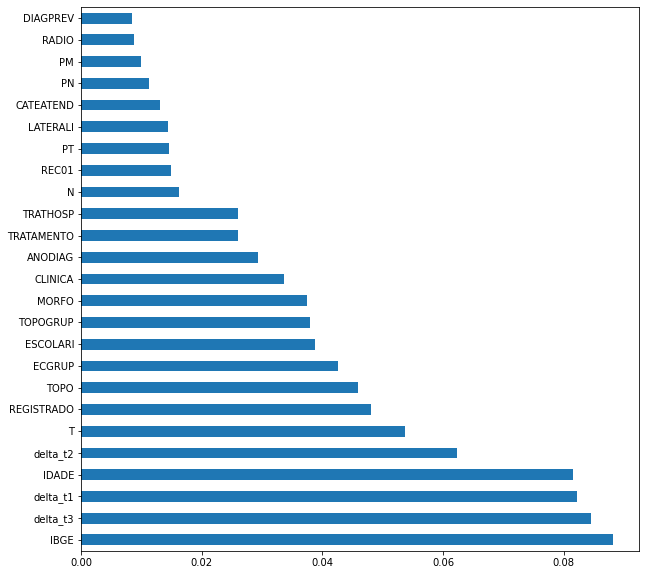 DIAGPREV
RADIO
PM
PN
CATEATEND
LATERALI
PT
REC01
N
TRATHOSP
TRATAMENTO
ANODIAG
CLINICA
MORFO
TOPOGRUP
ESCOLARI
ECGRUP
TOPO
REGISTRADO
T
delta_t2
IDADE
delta_t1
delta_t3
IBGE
0.00 0.02 0.04 0.06 0.08